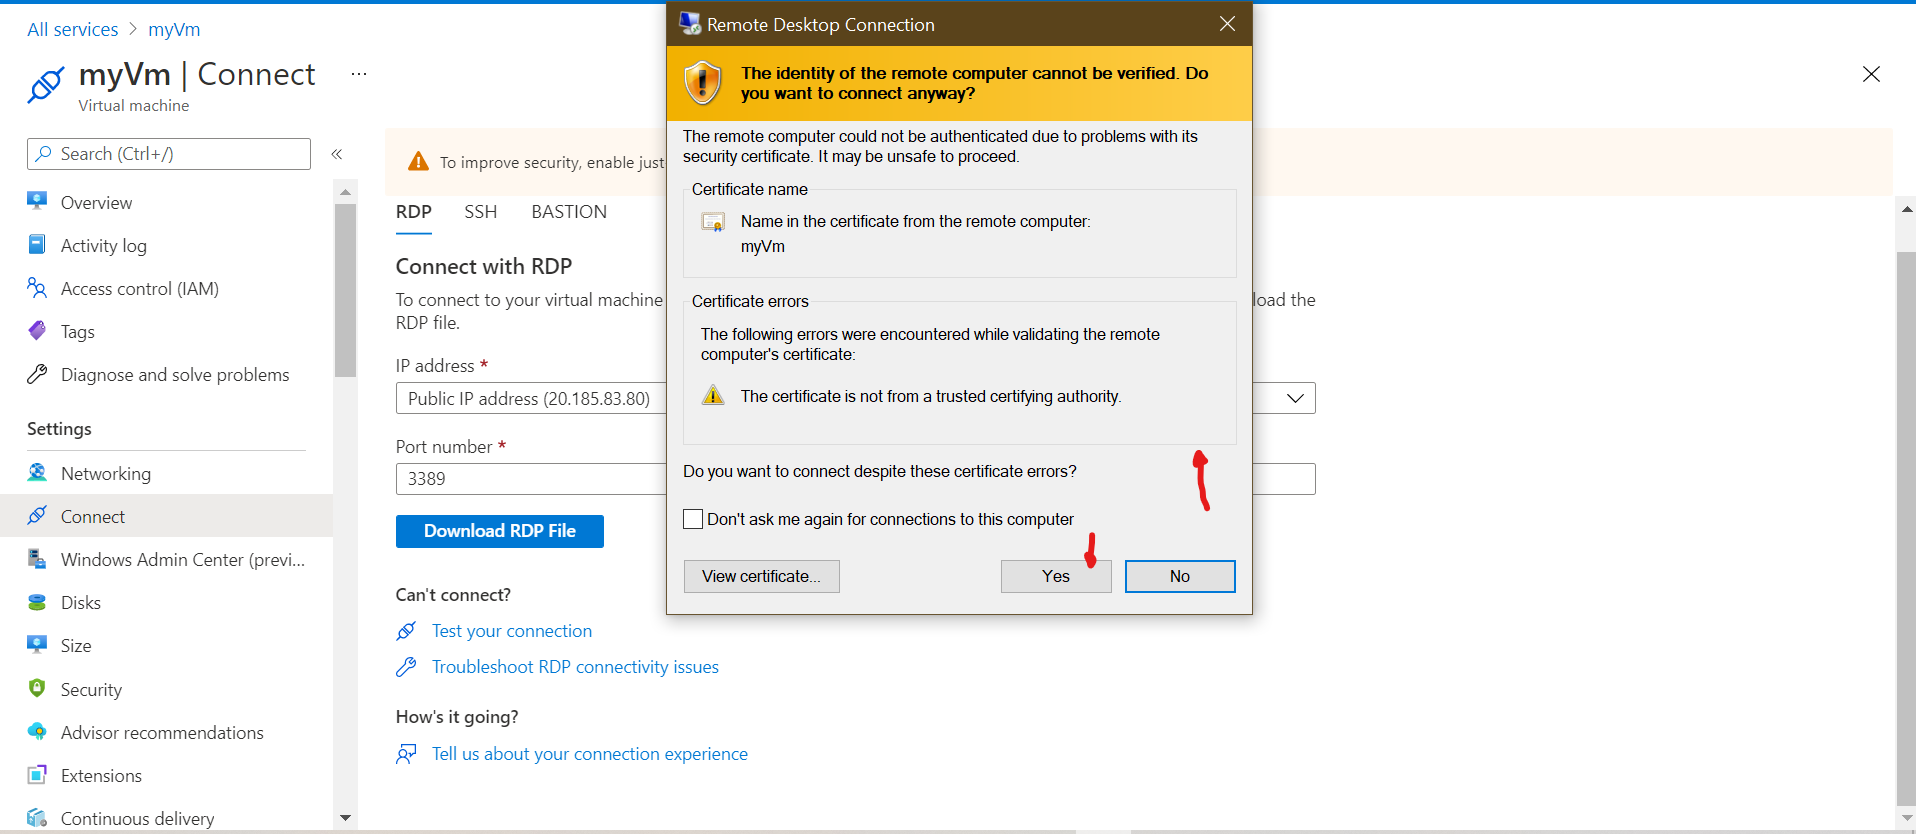 All services > myVm
myVm | Connect ...
Virtual machine
Search (Ctrl+/)
«
Overview
Activity log
Access control (IAM)
Tags
Diagnose and solve problems
Settings
Networking
Connect
Windows Admin Center (previ...
Disks
Size
Security
Advisor recommendations
Extensions
Continuous delivery
To improve security, enable just
RDP
SSH
BASTION
Connect with RDP
To connect to your virtual machine
load the
RDP file.
IP address *
Public IP address (20.185.83.80)
Port number *
3389
Download RDP File
Can't connect?
Test your connection
Troubleshoot RDP connectivity issues
How's it going?
Tell us about your connection experience
Remote Desktop Connection
The identity of the remote computer cannot be verified. Do
you want to connect anyway?
The remote computer could not be authenticated due to problems with its
security certificate. It may be unsafe to proceed.
Certificate name
Name in the certificate from the remote computer:
myVm
Certificate errors
The following errors were encountered while validating the remote
computer's certificate:
The certificate is not from a trusted certifying authority.
Do you want to connect despite these certificate errors?
Don't ask me again for connections to this computer
View certificate...
Yes
No